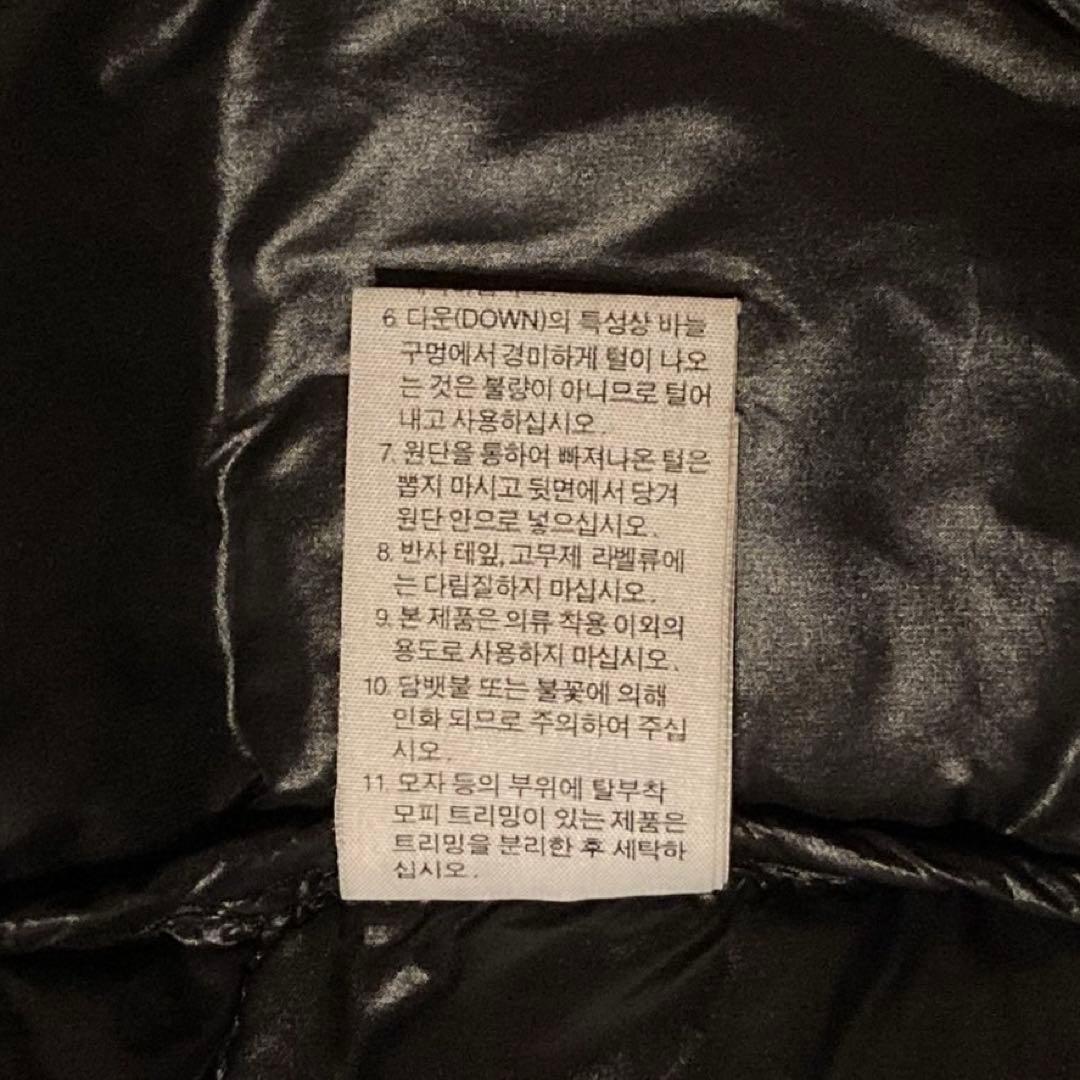 6. 다운(DOWN)의 특성상 바늘
구멍에서 경미하게 털이 나오
는 것은 불량이 아니므로 털어
내고 사용하십시오.
7. 원단을 통하여 빠져나온 털은
뽑지 마시고 뒷면에서 당겨
원단 안으로 넣으십시오.
8. 반사 테잎, 고무제 라벨류에
는 다림질하지 마십시오.
9. 본 제품은 의류 착용 이외의
용도로 사용하지 마십시오.
10. 담뱃불 또는 불꽃에 의해
인화 되므로 주의하여 주십
시오.
11. 모자 등의 부위에 탈부착
모피 트리밍이 있는 제품은
트리밍을 분리한 후 세탁하
십시오.